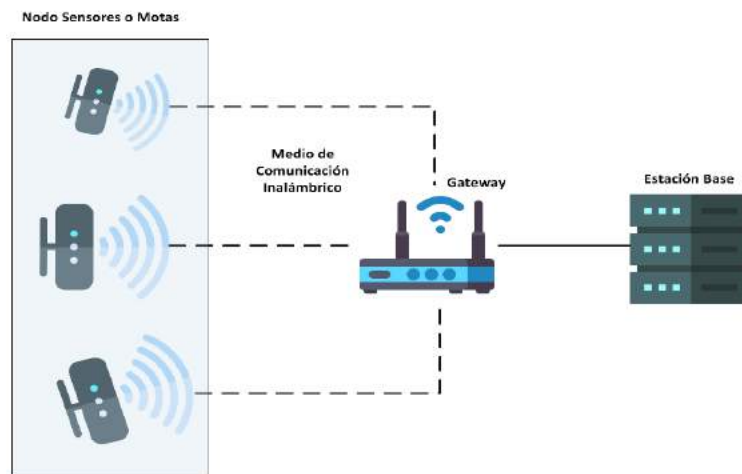 Nodo Sensores o Motas
Medio de
Comunicación
Inalámbrico
Gateway
Estación Base